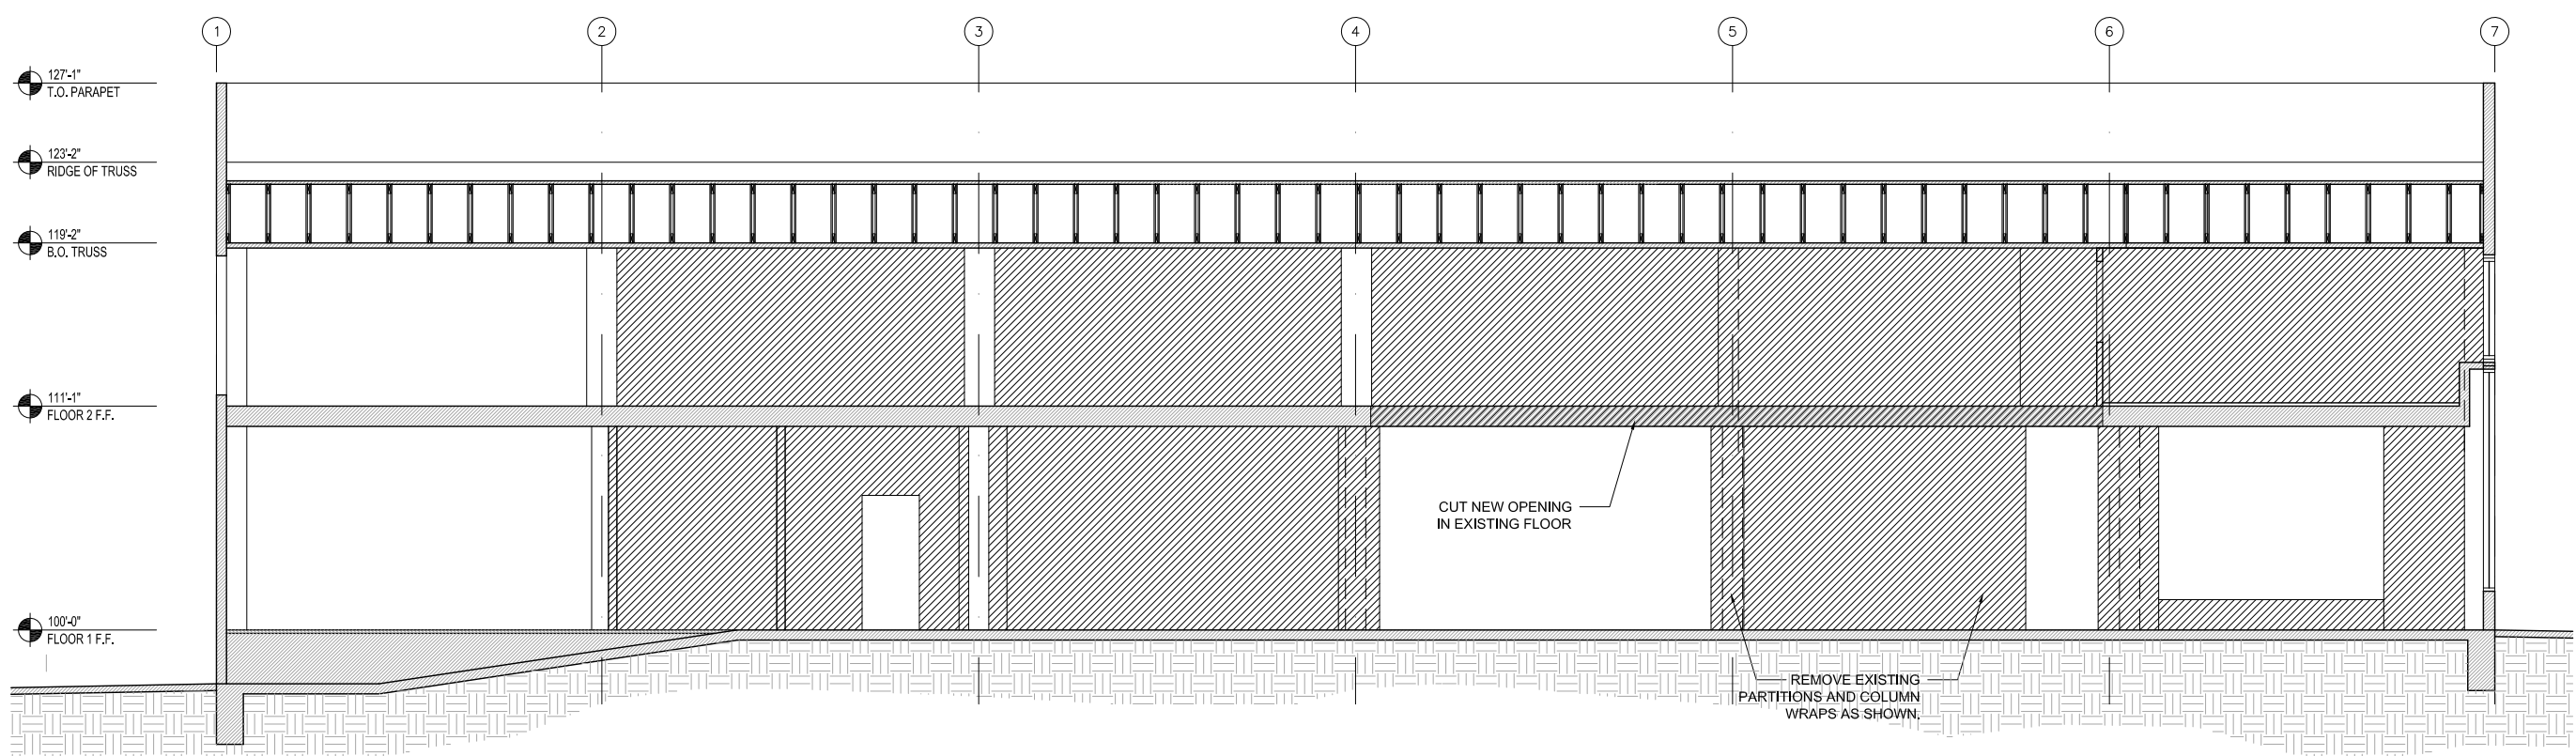 1 2 3 4 5 6 7
127'-1"
T.O. PARAPET
123'-2"
RIDGE OF TRUSS
119'-2"
B.O. TRUSS
111'-1"
FLOOR 2 F.F.
CUT NEW OPENING
IN EXISTING FLOOR
100'-0"
FLOOR 1 F.F.
REMOVE EXISTING
PARTITIONS AND COLUMN
WRAPS AS SHOWN.